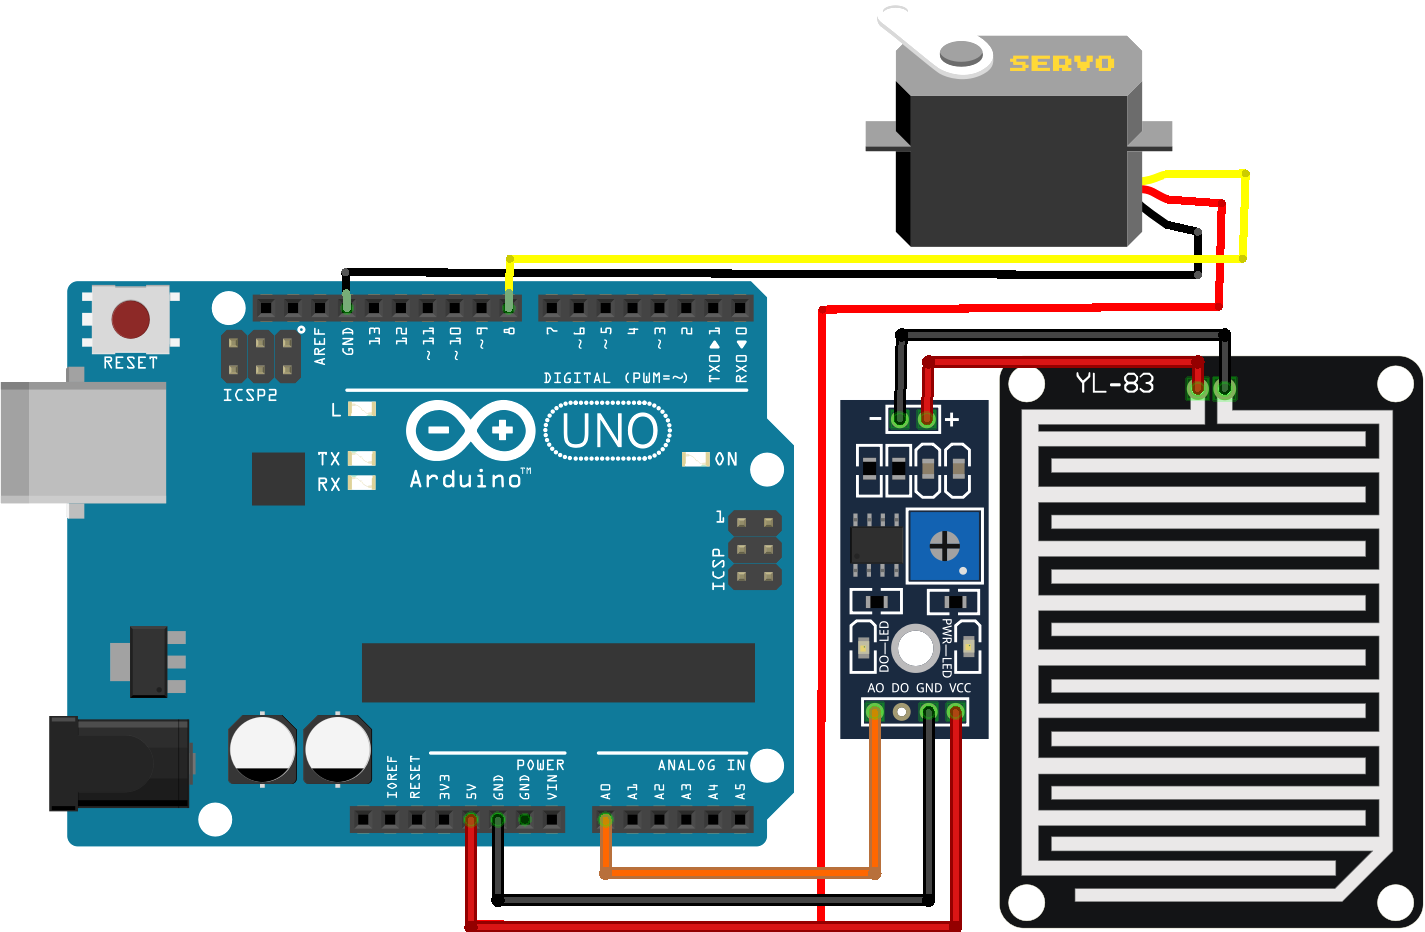 SERVO
RESET
ICSP2
AREF
GND
13
12
~11
~10
~9
8
7
~6
~5
4
~3
2
TX0▶1
RX0◀0
DIGITAL (PWM=~)
YL-83
- +
L
TX
RX
UNO
Arduino™
ON
1
ICSP
DO-LED
PWR-LED
AO DO GND VCC
POWER
ANALOG IN
IOREF
RESET
3V3
5V
GND
GND
VIN
A0
A1
A2
A3
A4
A5